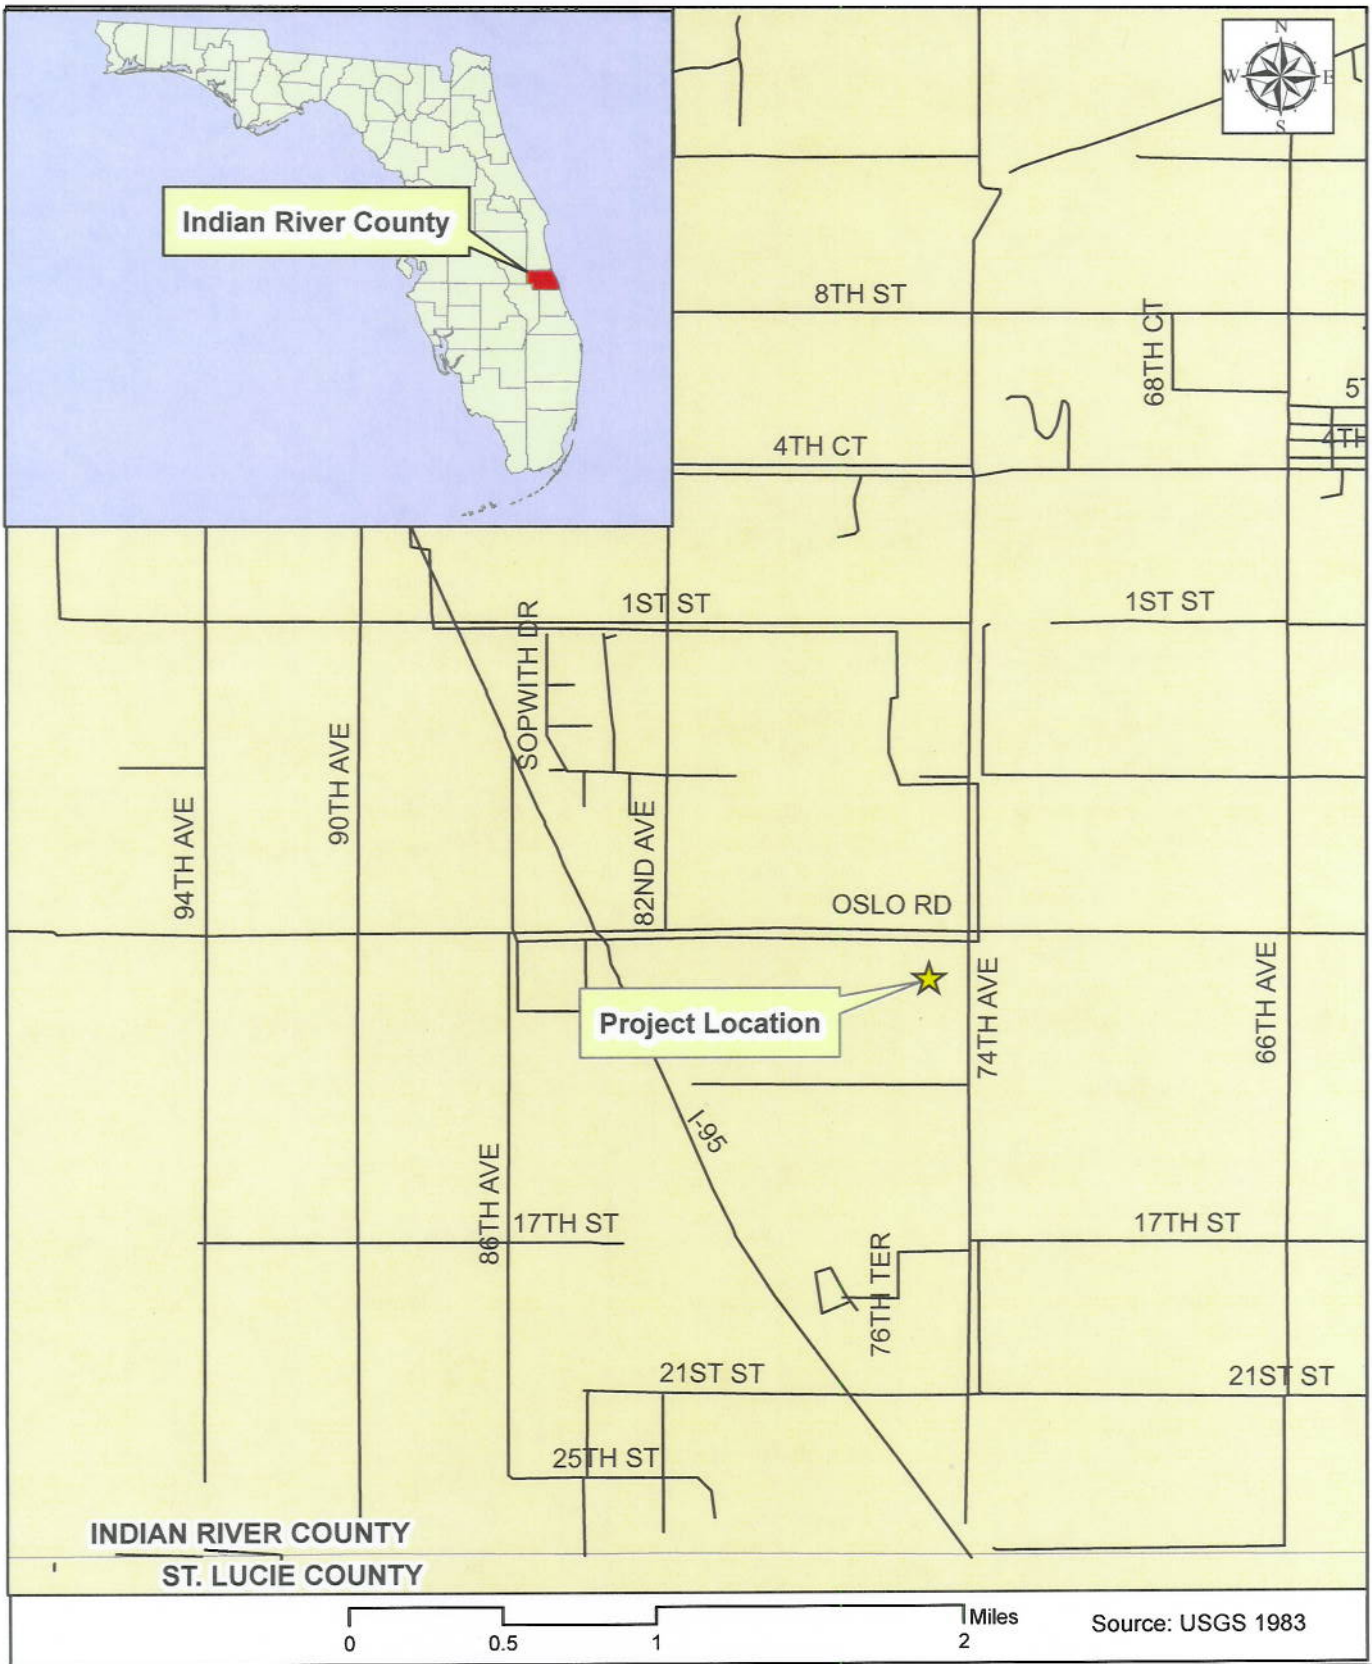 N
W E
S
Indian River County
8TH ST
68TH CT
5T
4TH CT
4TH
1ST ST
1ST ST
SOPWITH DR
90TH AVE
94TH AVE
82ND AVE
OSLO RD
74TH AVE
66TH AVE
Project Location
I-95
86TH AVE
17TH ST
17TH ST
76TH TER
21ST ST
21ST ST
25TH ST
INDIAN RIVER COUNTY
ST. LUCIE COUNTY
Miles
0 0.5 1 2
Source: USGS 1983